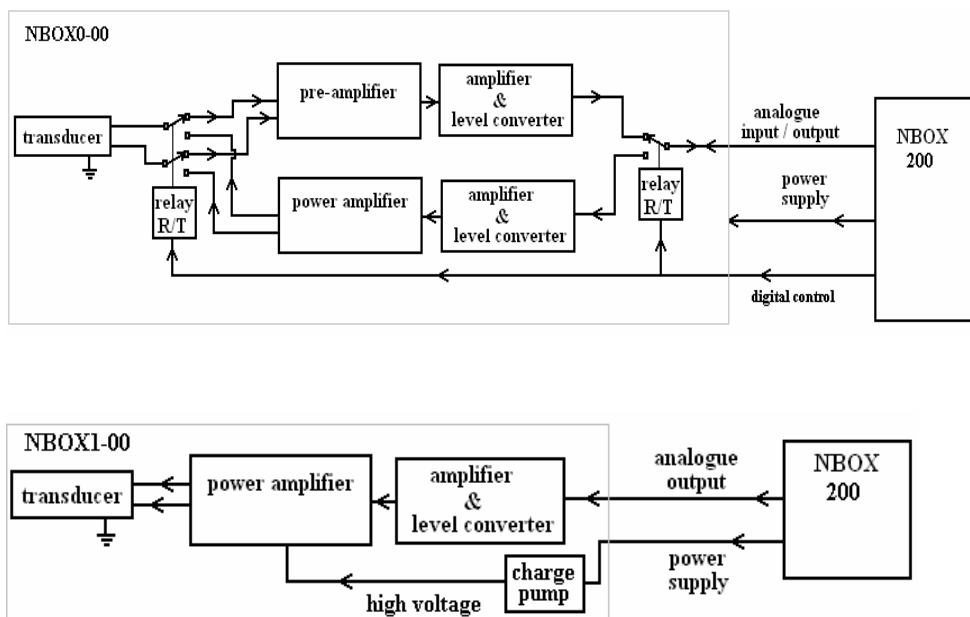 NBOX0-00
transducer
pre-amplifier
amplifier
&
level converter
relay
R/T
power amplifier
amplifier
&
level converter
relay
R/T
analogue
input / output
power
supply
digital control
NBOX
200
NBOX1-00
transducer
power amplifier
amplifier
&
level converter
charge
pump
high voltage
analogue
output
power
supply
NBOX
200